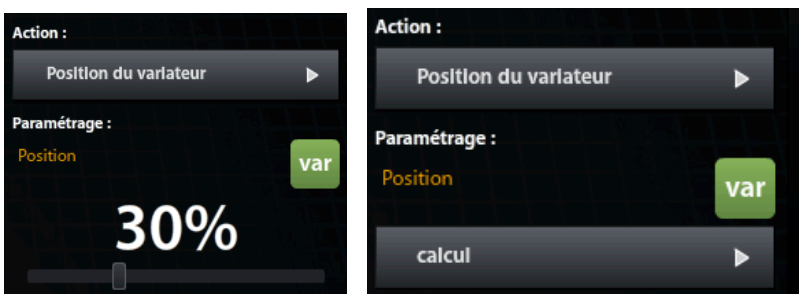 Action :
Position du variateur
Paramétrage :
Position
var
30%
Action :
Position du variateur
Paramétrage :
Position
var
calcul